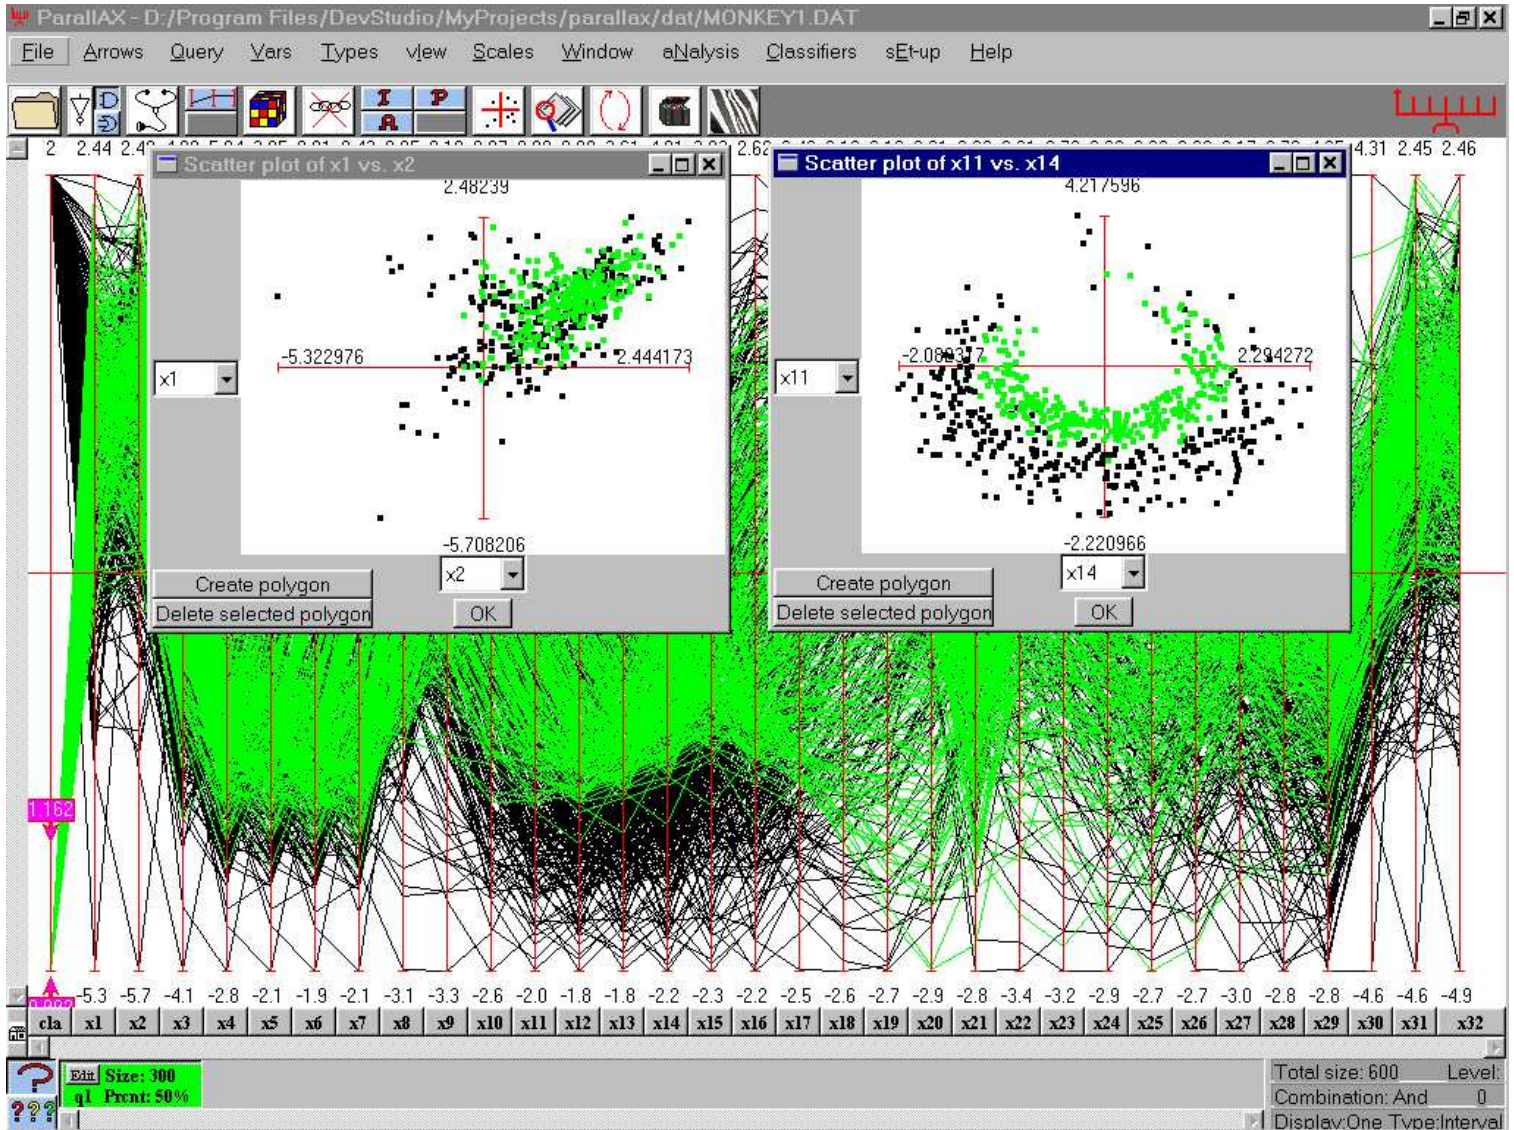 ParallAX - D:/Program Files/DevStudio/MyProjects/parallax/dat/MONKEY1.DAT
File Arrows Query Vars Types vIew Scales Window aNalysis Classifiers sEt-up Help
I P
A
2 2.44 2.62 4.31 2.45 2.46
Scatter plot of x1 vs. x2
2.48239
-5.322976 2.444173
x1
-5.708206
x2
Create polygon
Delete selected polygon
OK
Scatter plot of x11 vs. x14
4.217596
2.294272
x11
-2.220966
x14
Create polygon
Delete selected polygon
OK
1.162
-5.3 -5.7 -4.1 -2.8 -2.1 -1.9 -2.1 -3.1 -3.3 -2.6 -2.0 -1.8 -1.8 -2.2 -2.3 -2.2 -2.5 -2.6 -2.7 -2.9 -2.8 -3.4 -3.2 -2.9 -2.7 -2.7 -3.0 -2.8 -2.8 -4.6 -4.6 -4.9
cla x1 x2 x3 x4 x5 x6 x7 x8 x9 x10 x11 x12 x13 x14 x15 x16 x17 x18 x19 x20 x21 x22 x23 x24 x25 x26 x27 x28 x29 x30 x31 x32
?
Edit Size: 300
q1 Prcnt: 50%
???
Total size: 600 Level:
Combination: And 0
Display:One Type:Interval